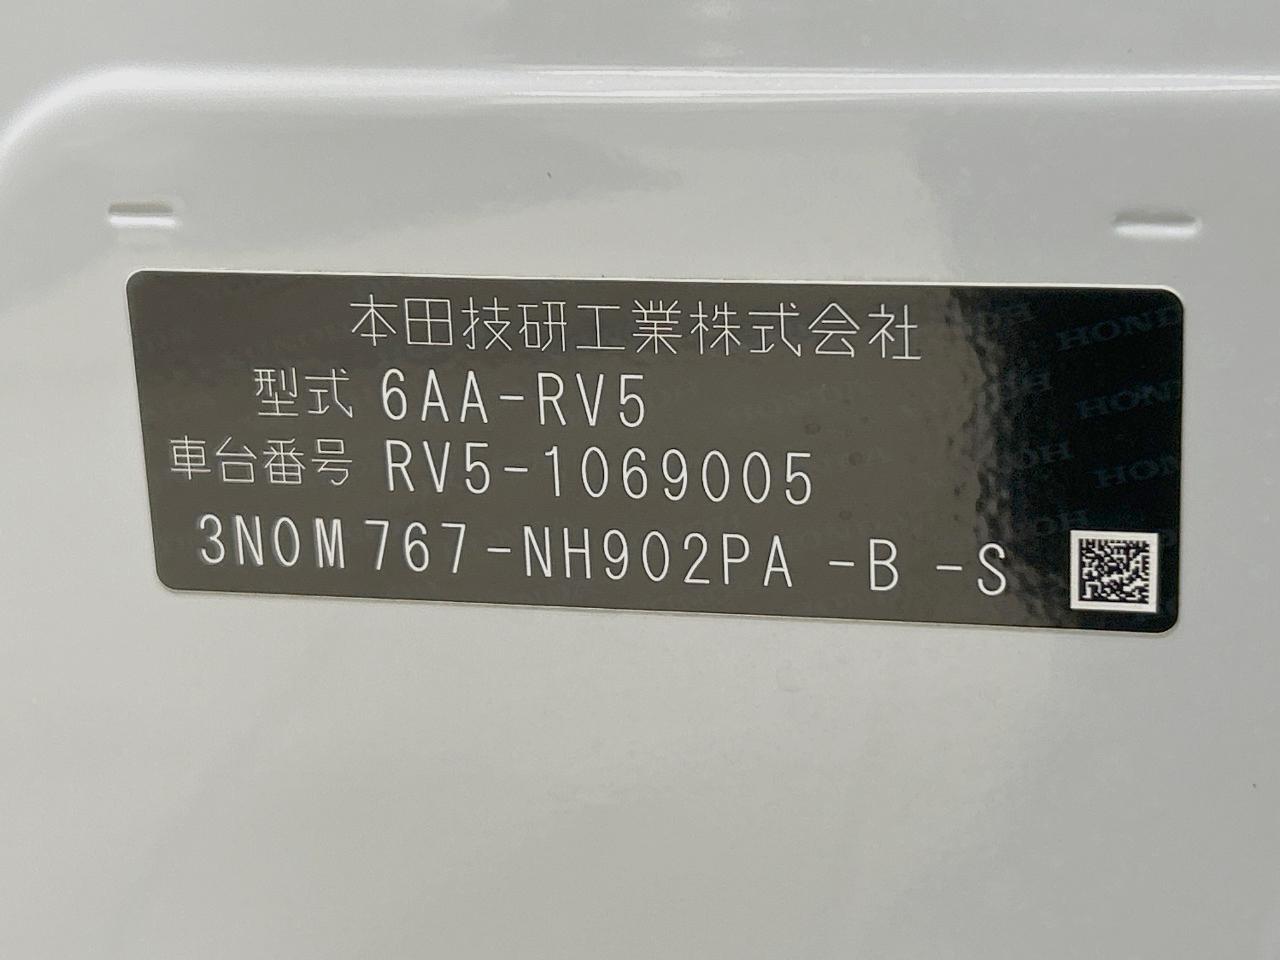 本田技研工業株式会社
型式 6AA-RV5
車台番号 RV5-1069005
3N0M767-NH902PA -B -S